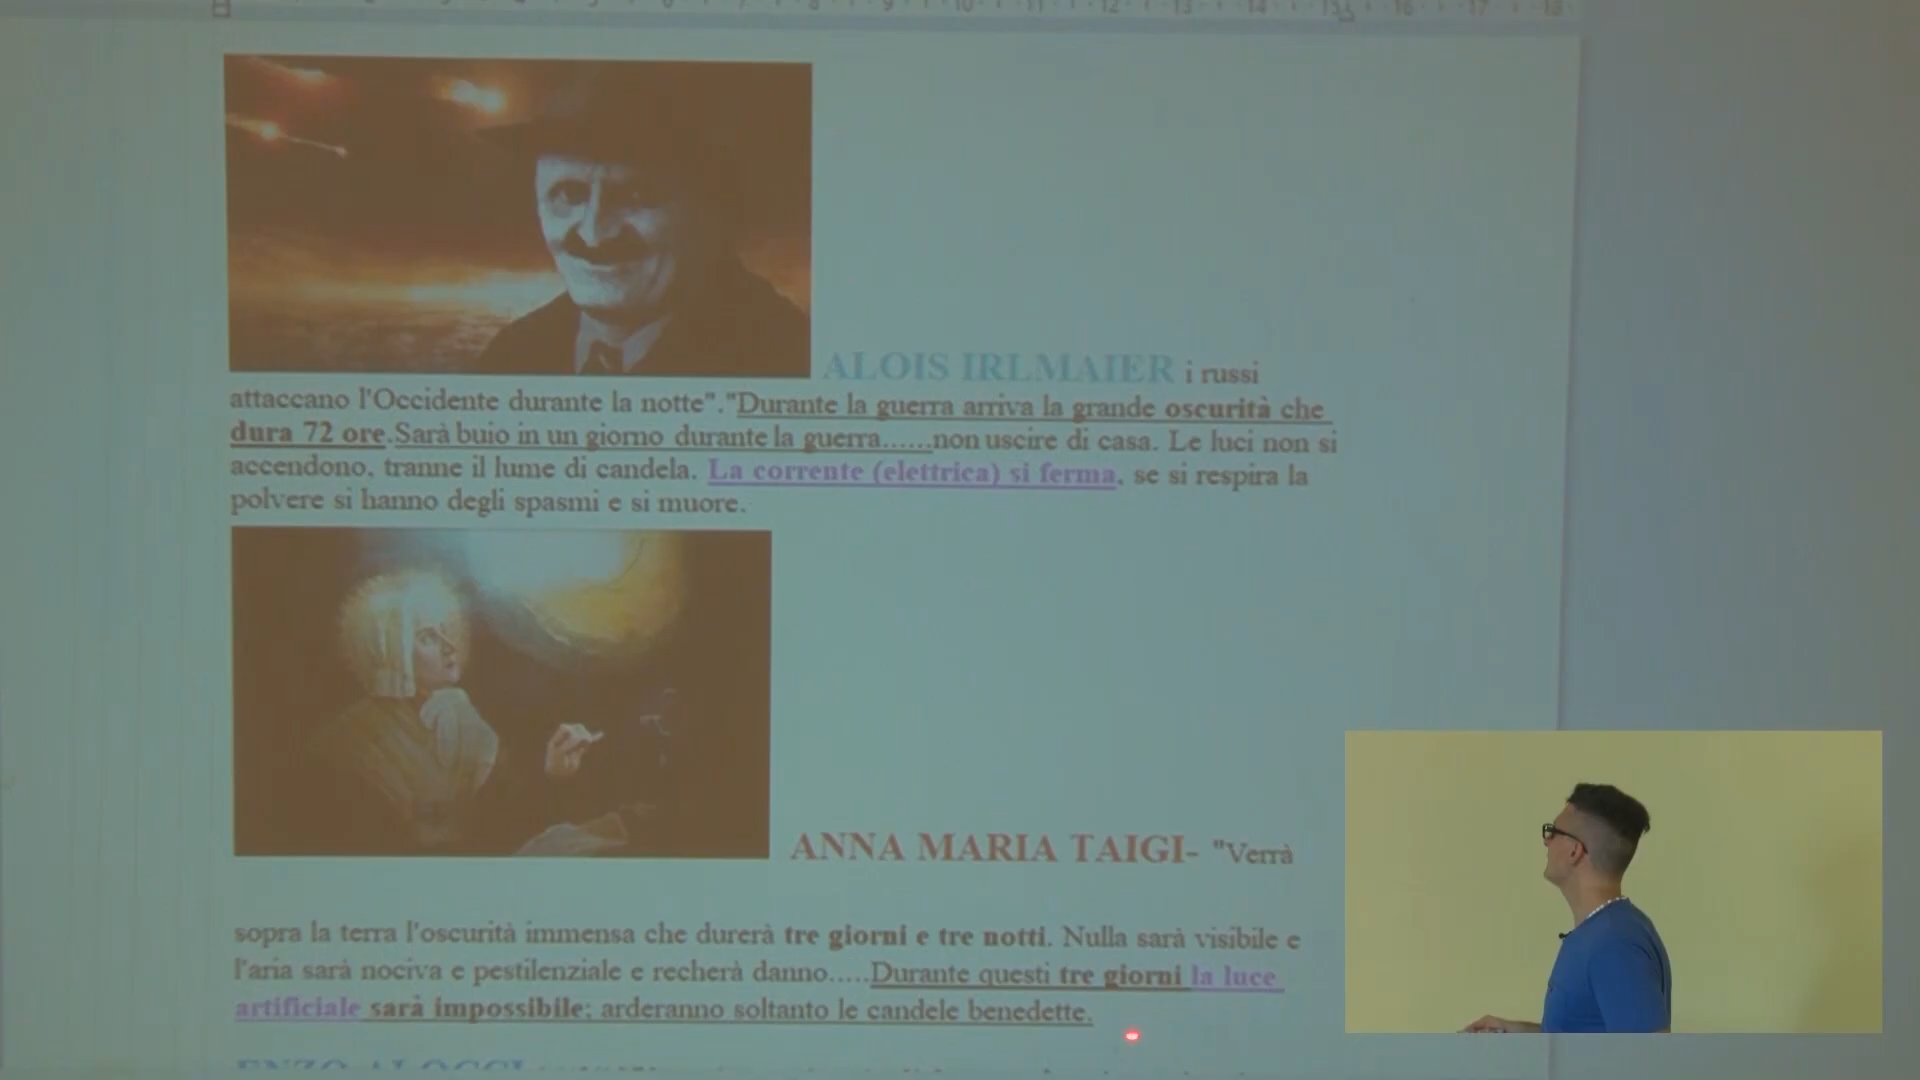 ALOIS IRLMAIER i russi
attaccano l'Occidente durante la notte"."Durante la guerra arriva la grande oscurità che
dura 72 ore.Sarà buio in un giorno durante la guerra......non uscire di casa. Le luci non si
accendono, tranne il lume di candela. La corrente (elettrica) si ferma, se si respira la
polvere si hanno degli spasmi e si muore.
ANNA MARIA TAIGI- "Verrà
sopra la terra l'oscurità immensa che durerà tre giorni e tre notti. Nulla sarà visibile e
l'aria sarà nociva e pestilenziale e recherà danno.....Durante questi tre giorni la luce
artificiale sarà impossibile; arderanno soltanto le candele benedette.